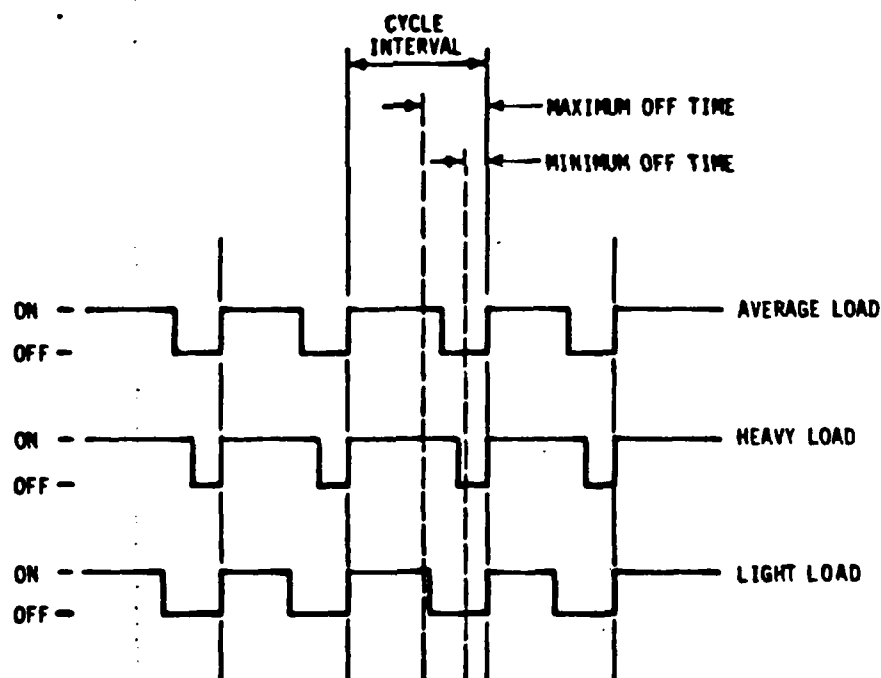 CYCLE
INTERVAL
MAXIMUM OFF TIME
MINIMUM OFF TIME
ON
AVERAGE LOAD
OFF
ON
HEAVY LOAD
OFF
ON
LIGHT LOAD
OFF